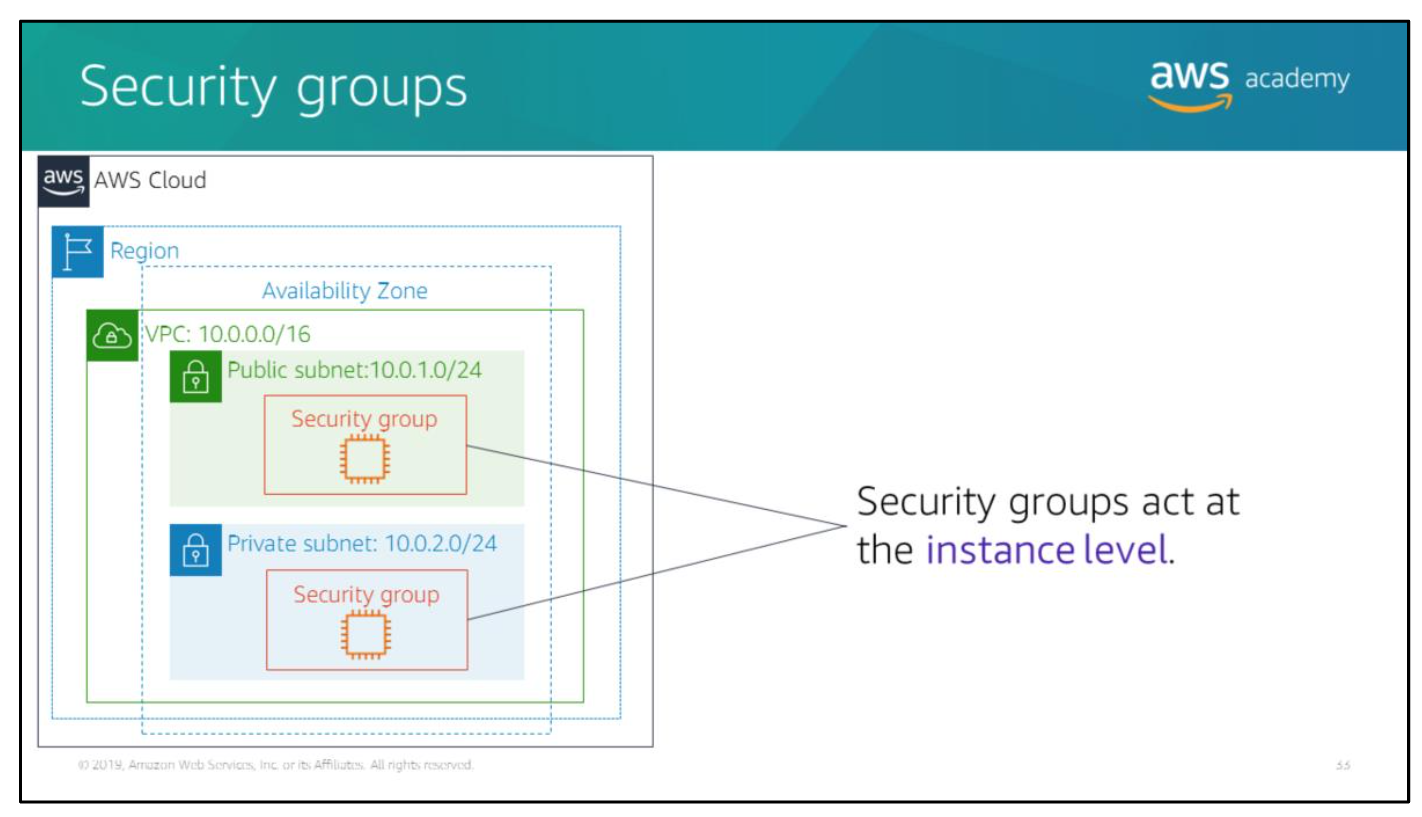 Security groups
aws academy
aws
AWS Cloud
Region
Availability Zone
VPC: 10.0.0.0/16
Public subnet:10.0.1.0/24
Security group
Private subnet: 10.0.2.0/24
Security group
Security groups act at
the instance level.
© 2019, Amazon Web Services, Inc. or its Affiliates. All rights reserved.
33